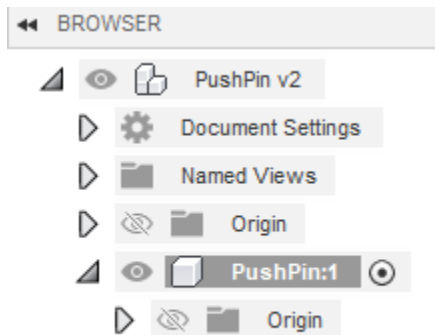 BROWSER
PushPin v2
Document Settings
Named Views
Origin
PushPin:1
Origin